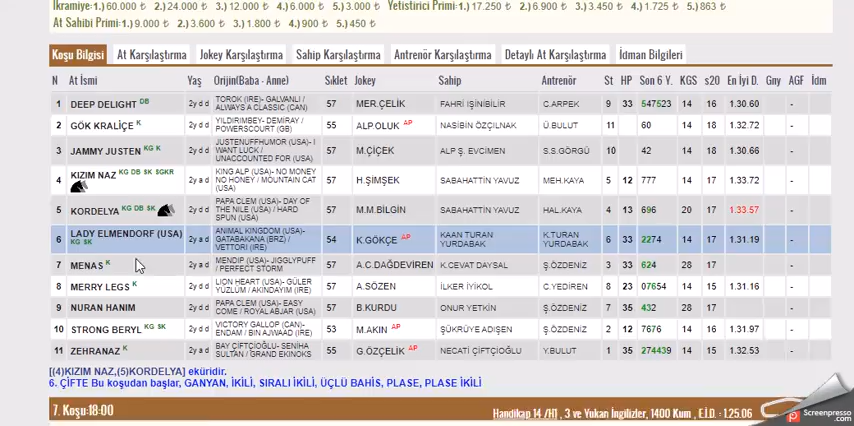 İkramiye: 1.) 60.000 ₺ 2.) 24.000 ₺ 3.) 12.000 ₺ 4.) 6.000 ₺ 5.) 3.000 ₺ Yetiştirici Primi: 1.) 17.250 ₺ 2.) 6.900 ₺ 3.) 3.450 ₺ 4.) 1.725 ₺ 5.) 863 ₺
At Sahibi Primi: 1.) 9.000 ₺ 2.) 3.600 ₺ 3.) 1.800 ₺ 4.) 900 ₺ 5.) 450 ₺
Koşu Bilgisi At Karşılaştırma Jokey Karşılaştırma Sahip Karşılaştırma Antrenör Karşılaştırma Detaylı At Karşılaştırma İdman Bilgileri
N At İsmi Yaş Orijin(Baba - Anne) Sıklet Jokey Sahip Antrenör St HP Son 6 Y. KGS s20 En İyi D. Gny AGF İdm
1 DEEP DELIGHT DB 2y d d TOROK (IRE)- GALVANLI / ALWAYS A CLASSIC (CAN) 57 MER.ÇELİK FAHRİ İŞİNİBİLİR C.ARPEK 9 33 547523 14 16 1.30.60 -
2 GÖK KRALİÇE K 2y d d YILDIRIMBEY- DEMİRAY / POWERSCOURT (GB) 55 ALP.OLUK AP NASİBİN ÖZÇILNAK Ü.BULUT 11 60 14 18 1.32.72 -
3 JAMMY JUSTEN KG K 2y d d JUSTENUFFHUMOR (USA)- I WANT LUCK / UNACCOUNTED FOR (USA) 57 M.ÇİÇEK ALP Ş. EVCİMEN S.S.GÖRGÜ 10 42 14 18 1.30.66 -
4 KIZIM NAZ KG DB SK SGKR 2y a d KING ALP (USA)- NO MONEY NO HONEY / MOUNTAIN CAT (USA) 57 H.ŞİMŞEK SABAHATTİN YAVUZ MEH.KAYA 5 12 777 14 17 1.33.72 -
5 KORDELYA KG DB SK 2y d d PAPA CLEM (USA)- DAY OF THE NILE (USA) / HARD SPUN (USA) 57 M.M.BİLGİN SABAHATTİN YAVUZ HAL.KAYA 4 13 696 20 17 1.33.57 -
6 LADY ELMENDORF (USA) KG SK 2y a d ANIMAL KINGDOM (USA)- GATABAKANA (BRZ) / VETTORI (IRE) 54 K.GÖKÇE AP KAAN TURAN YURDABAK K.TURAN YURDABAK 6 33 2274 14 17 1.31.19 -
7 MENAS K 2y a d MENDIP (USA)- JIGGLYPUFF / PERFECT STORM 57 A.C.DAĞDEVİREN K.CEVAT DAYSAL Ş.ÖZDENİZ 3 33 624 28 17 -
8 MERRY LEGS K 2y d d LION HEART (USA)- GÜLER YÜZLÜM / AKINDAYIM (IRE) 57 A.SÖZEN İLKER İYİKOL C.YEDİREN 8 23 07654 14 15 1.31.16 -
9 NURAN HANIM 2y d d PAPA CLEM (USA)- EASY COME / ROYAL ABJAR (USA) 57 B.KURDU ONUR YETKİN Ş.ÖZDENİZ 7 35 432 28 17 -
10 STRONG BERYL KG SK 2y d d VICTORY GALLOP (CAN)- ENDAM / BIN AJWAAD (IRE) 53 M.AKIN AP ŞÜKRÜYE ADIŞEN Ş.ÖZDENİZ 2 12 7676 14 16 1.31.97 -
11 ZEHRANAZ K 2y a d BAY ÇİFTÇİOĞLU- SENİHA SULTAN / GRAND EKINOKS 55 G.ÖZÇELİK AP NECATİ ÇİFTÇİOĞLU Y.BULUT 1 35 274439 14 15 1.32.53 -
[(4)KIZIM NAZ,(5)KORDELYA] eküridir.
6. ÇİFTE Bu koşudan başlar, GANYAN, İKİLİ, SIRALI İKİLİ, ÜÇLÜ BAHİS, PLASE, PLASE İKİLİ
7. Koşu:18:00 Handikap 14 /H1 , 3 ve Yukarı İngilizler, 1400 Kum , E.İ.D. : 1.25.06
Screenpresso.com